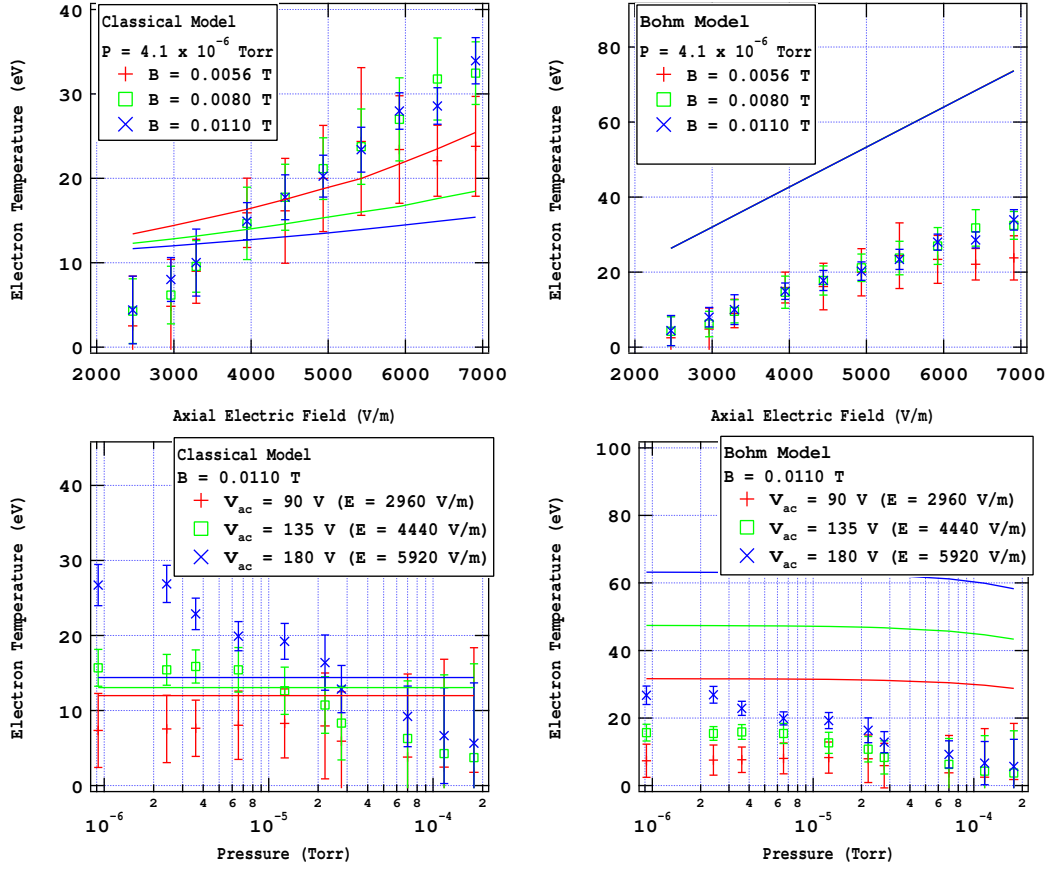 Classical Model
P = 4.1 x 10-6 Torr
B = 0.0056 T
B = 0.0080 T
B = 0.0110 T
40
30
20
10
0
Electron Temperature (eV)
2000 3000 4000 5000 6000 7000
Axial Electric Field (V/m)
Bohm Model
P = 4.1 x 10-6 Torr
B = 0.0056 T
B = 0.0080 T
B = 0.0110 T
80
60
40
20
0
Electron Temperature (eV)
2000 3000 4000 5000 6000 7000
Axial Electric Field (V/m)
Classical Model
B = 0.0110 T
Vac = 90 V (E = 2960 V/m)
Vac = 135 V (E = 4440 V/m)
Vac = 180 V (E = 5920 V/m)
40
30
20
10
0
Electron Temperature (eV)
2 4 6 8 2 4 6 8 2
10-6 10-5 10-4
Pressure (Torr)
Bohm Model
B = 0.0110 T
Vac = 90 V (E = 2960 V/m)
Vac = 135 V (E = 4440 V/m)
Vac = 180 V (E = 5920 V/m)
100
80
60
40
20
0
Electron Temperature (eV)
2 4 6 8 2 4 6 8 2
10-6 10-5 10-4
Pressure (Torr)